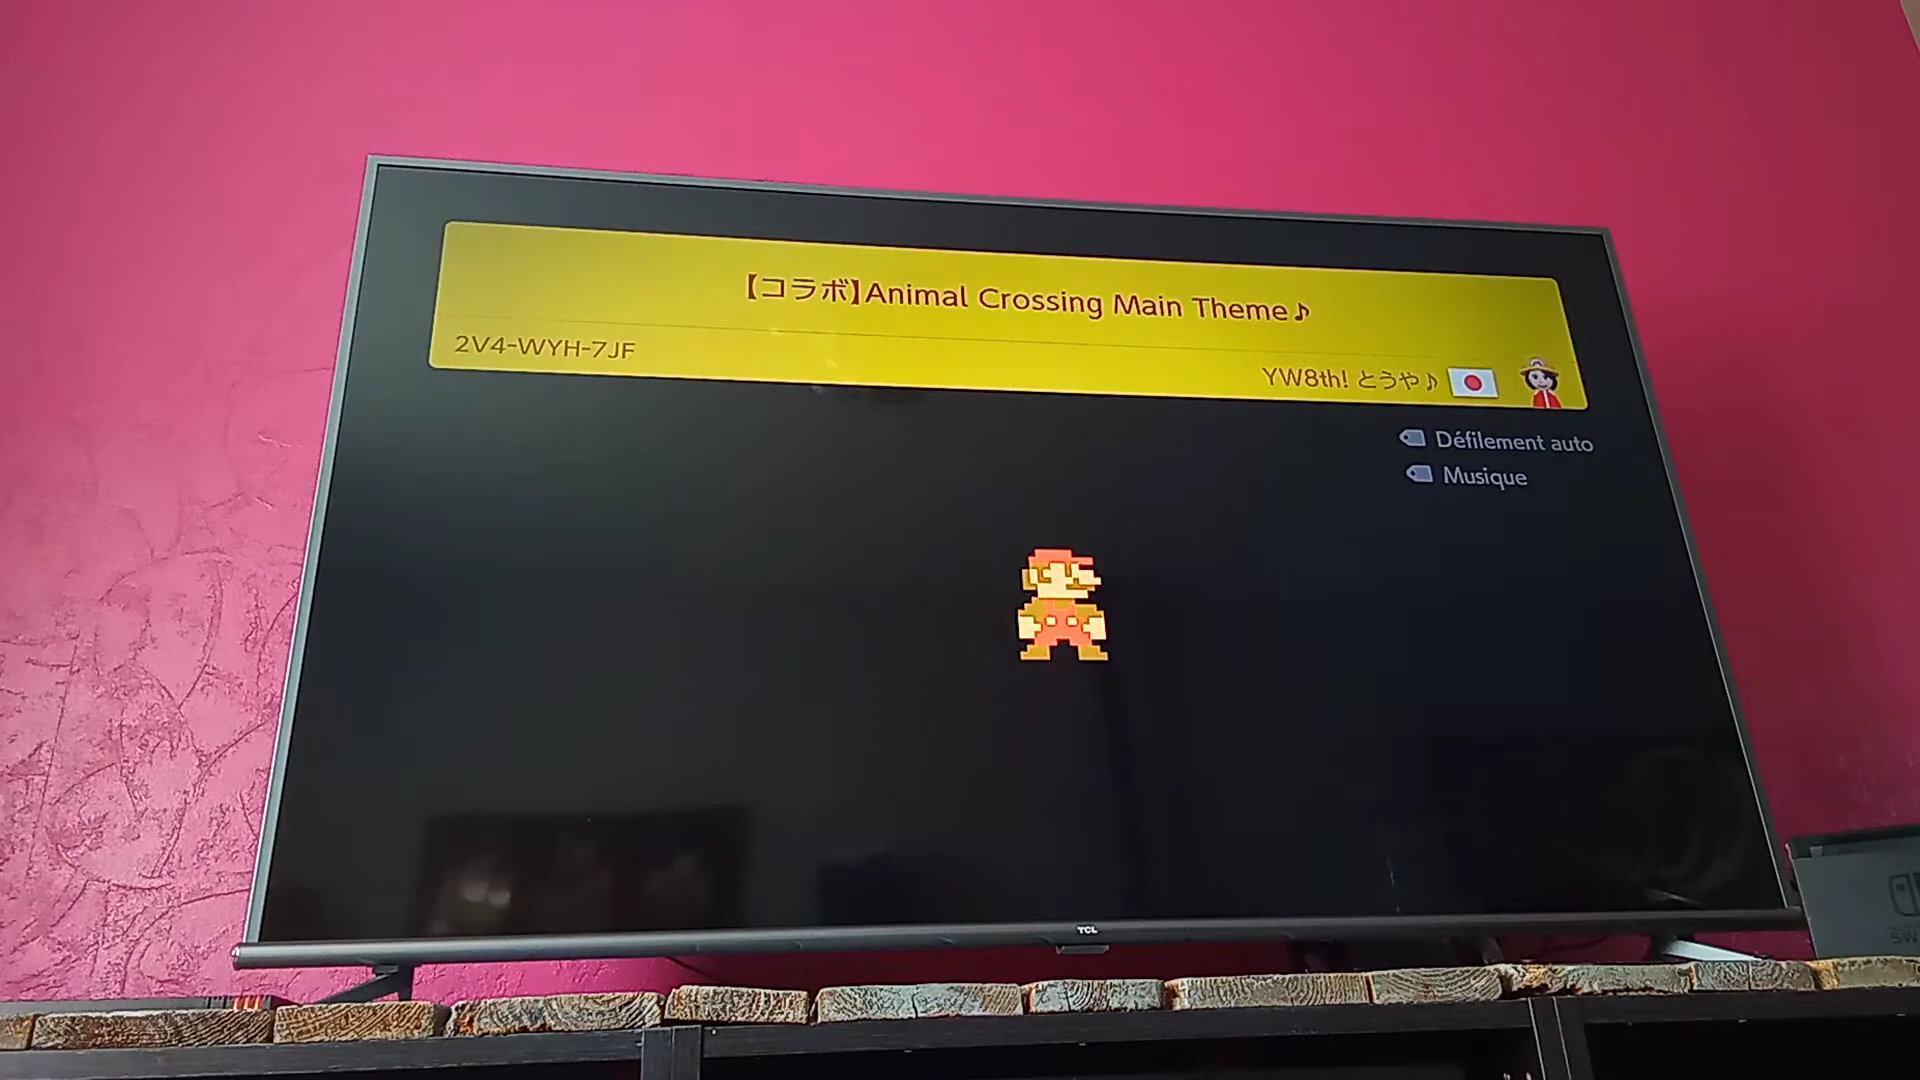 【コラボ】Animal Crossing Main Theme♪
2V4-WYH-7JF
YW8th! とうや♪
Défilement auto
Musique
TCL